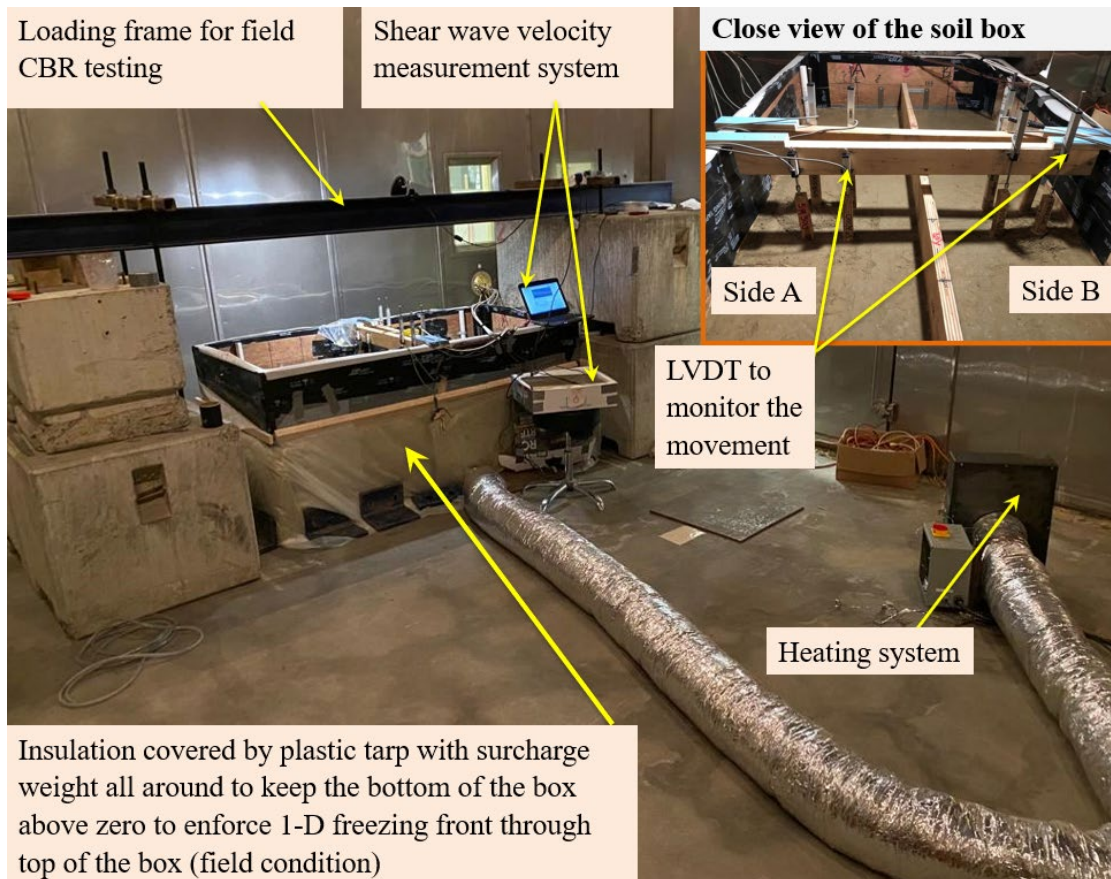 Loading frame for field
CBR testing
Shear wave velocity
measurement system
Close view of the soil box
Side A
Side B
LVDT to
monitor the
movement
Heating system
Insulation covered by plastic tarp with surcharge
weight all around to keep the bottom of the box
above zero to enforce 1-D freezing front through
top of the box (field condition)